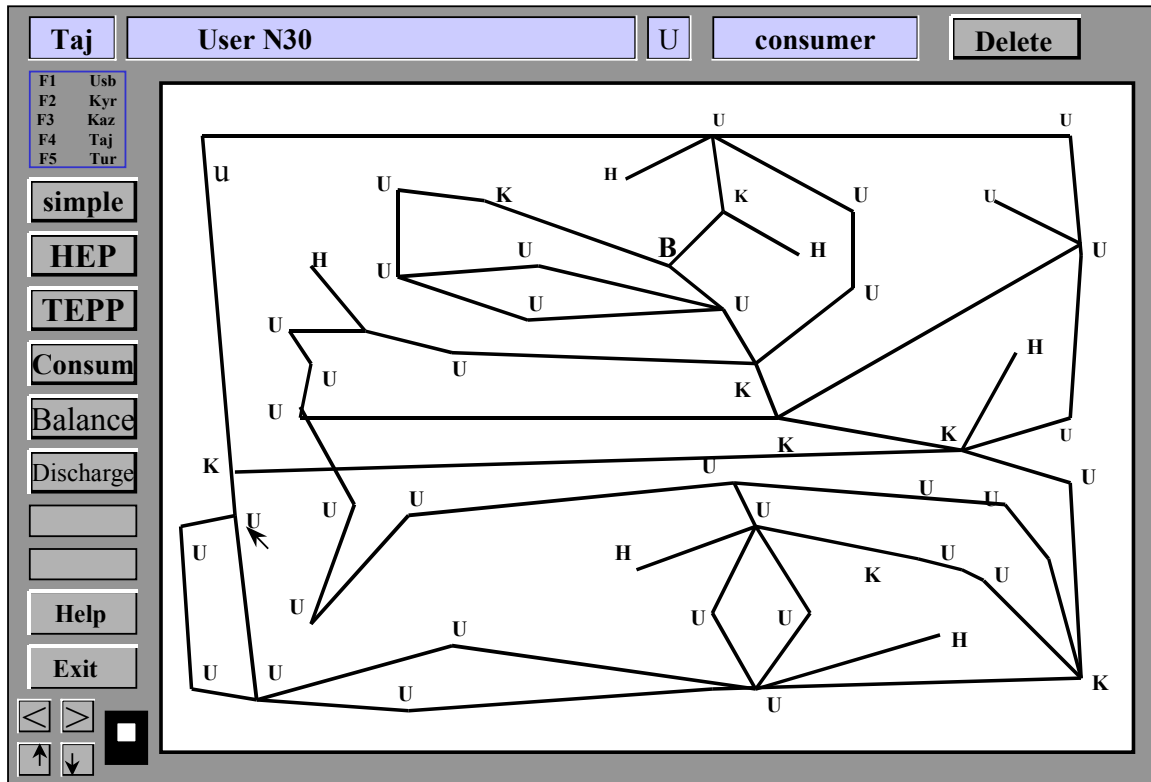 Taj User N30 U consumer Delete
F1 Usb
F2 Kyr
F3 Kaz
F4 Taj
F5 Tur
simple
HEP
TEPP
Consum
Balance
Discharge
Help
Exit
< >
U U
u
H
U K K U U
B
U H U
H U
U U U
U
U U H
U K
U
K K U
K U U
U U
U U U U
U
H U
K U
U
U U
U H
U U
U K
U